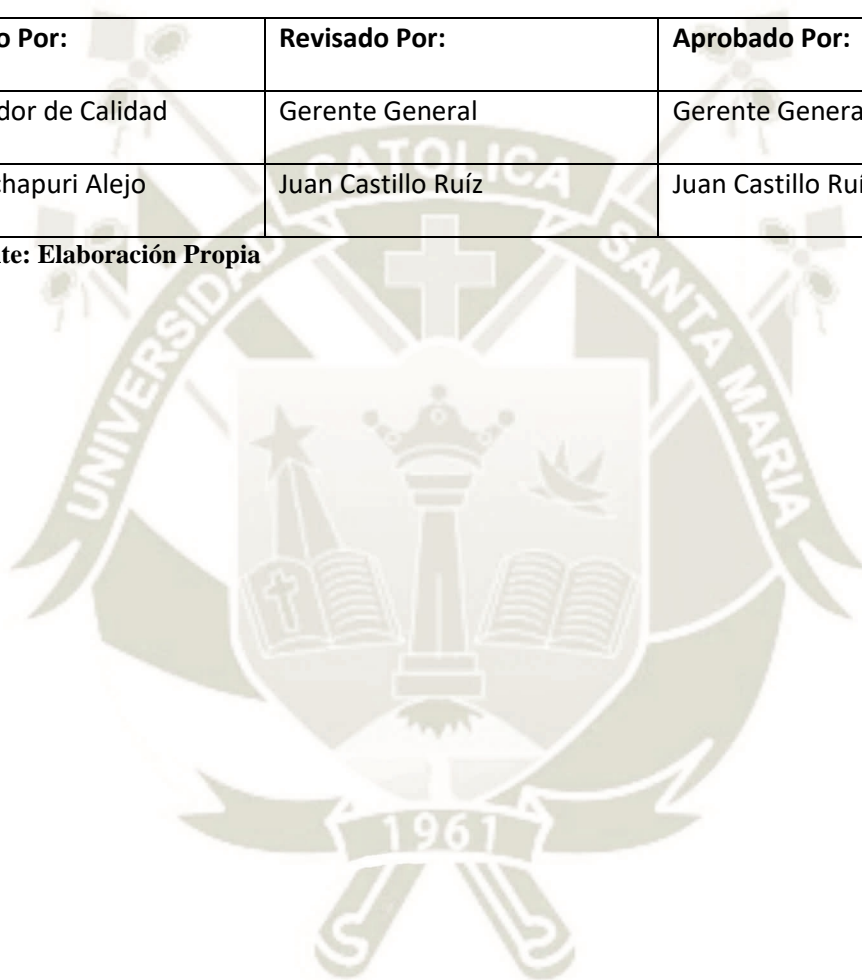 o Por: Revisado Por: Aprobado Por:
dor de Calidad Gerente General Gerente Genera
chapuri Alejo Juan Castillo Ruíz Juan Castillo Ruí
te: Elaboración Propia
UNIVERSIDAD CATOLICA SANTA MARIA
1961